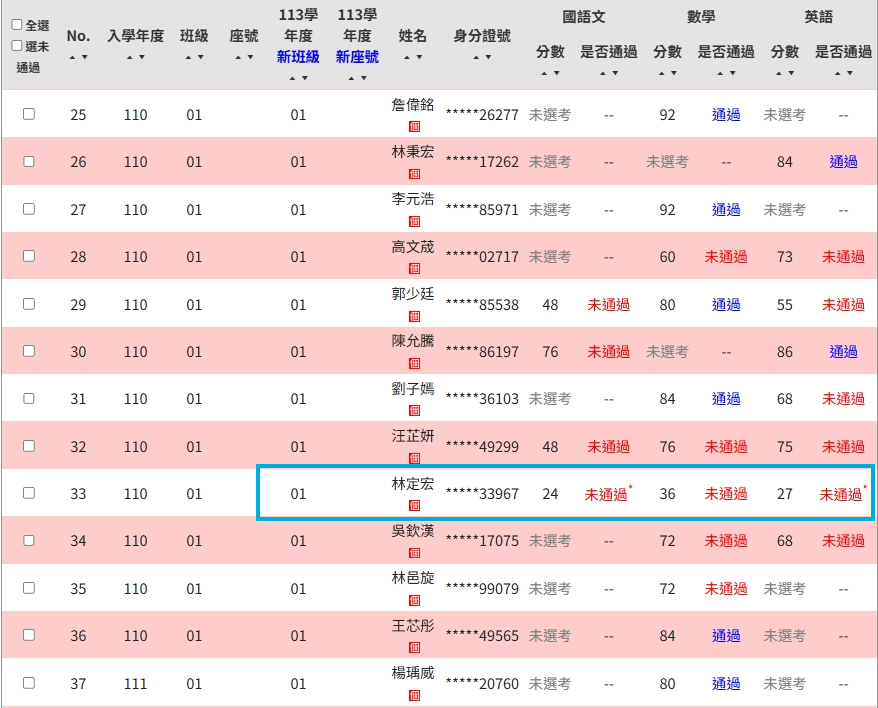 全選
選未通過
No. 入學年度 班級 座號 113學年度 新班級 113學年度 新座號 姓名 身分證號 國語文 數學 英語
分數 是否通過 分數 是否通過 分數 是否通過
25 110 01 01 詹偉銘 個 *****26277 未選考 -- 92 通過 未選考 --
26 110 01 01 林秉宏 個 *****17262 未選考 -- 未選考 -- 84 通過
27 110 01 01 李元浩 個 *****85971 未選考 -- 92 通過 未選考 --
28 110 01 01 高文荿 個 *****02717 未選考 -- 60 未通過 73 未通過
29 110 01 01 郭少廷 個 *****85538 48 未通過 80 通過 55 未通過
30 110 01 01 陳允騰 個 *****86197 76 未通過 未選考 -- 86 通過
31 110 01 01 劉子嫣 個 *****36103 未選考 -- 84 通過 68 未通過
32 110 01 01 汪芷妍 個 *****49299 48 未通過 76 未通過 75 未通過
33 110 01 01 林定宏 個 *****33967 24 未通過* 36 未通過 27 未通過*
34 110 01 01 吳欽漢 個 *****17075 未選考 -- 72 未通過 68 未通過
35 110 01 01 林邑旋 個 *****99079 未選考 -- 72 未通過 未選考 --
36 110 01 01 王芯彤 個 *****49565 未選考 -- 84 通過 未選考 --
37 111 01 01 楊瑀威 個 *****20760 未選考 -- 80 通過 未選考 --